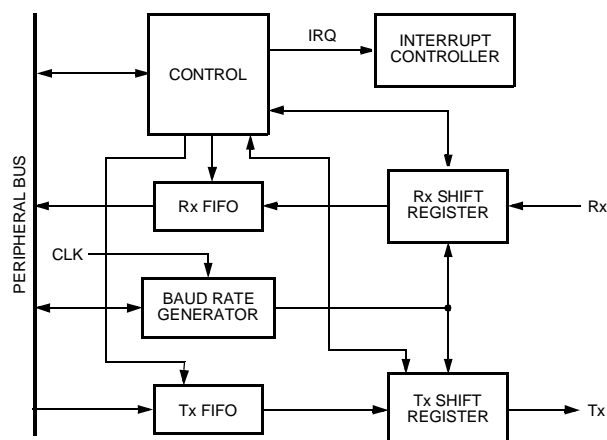 IRQ
INTERRUPT
CONTROLLER
CONTROL
PERIPHERAL BUS
Rx FIFO
Rx SHIFT
REGISTER
Rx
CLK
BAUD RATE
GENERATOR
Tx FIFO
Tx SHIFT
REGISTER
Tx